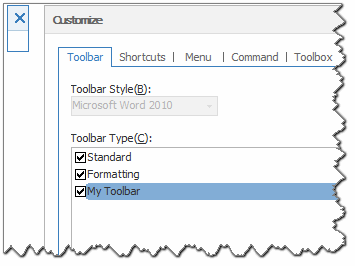 Customize
Toolbar | Shortcuts | Menu | Command | Toolbox
Toolbar Style(B):
Microsoft Word 2010
Toolbar Type(C):
Standard
Formatting
My Toolbar